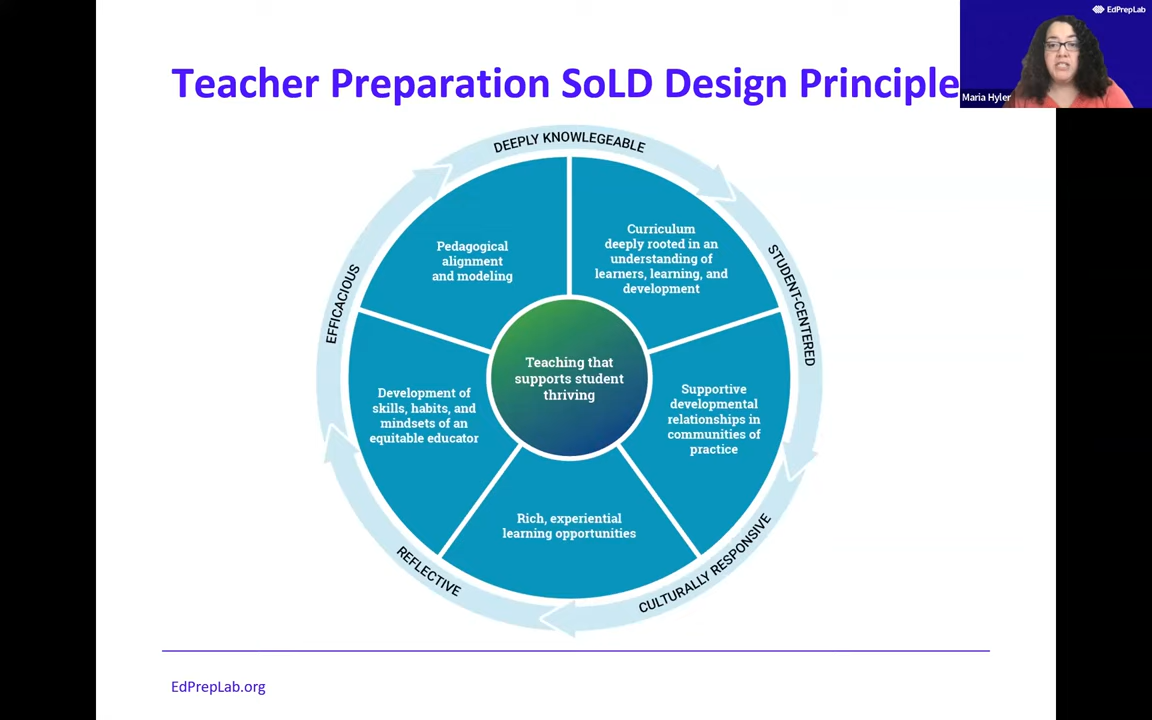 EdPrepLab
Teacher Preparation SoLD Design Principle
Maria Hyler
DEEPLY KNOWLEGEABLE
STUDENT-CENTERED
CULTURALLY RESPONSIVE
REFLECTIVE
EFFICACIOUS
Pedagogical
alignment
and modeling
Curriculum
deeply rooted in an
understanding of
learners, learning, and
development
Teaching that
supports student
thriving
Development of
skills, habits, and
mindsets of an
equitable educator
Supportive
developmental
relationships in
communities of
practice
Rich, experiential
learning opportunities
EdPrepLab.org